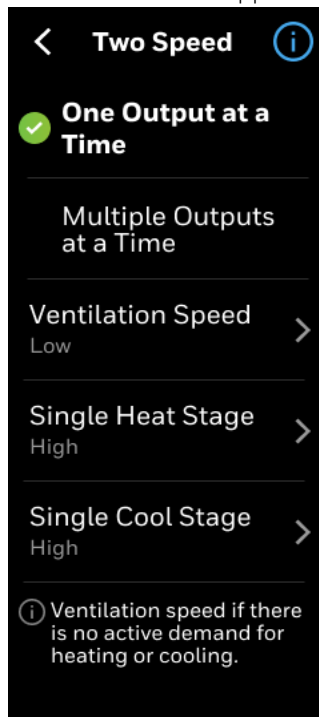 Two Speed
One Output at a
Time
Multiple Outputs
at a Time
Ventilation Speed
Low
Single Heat Stage
High
Single Cool Stage
High
Ventilation speed if there
is no active demand for
heating or cooling.